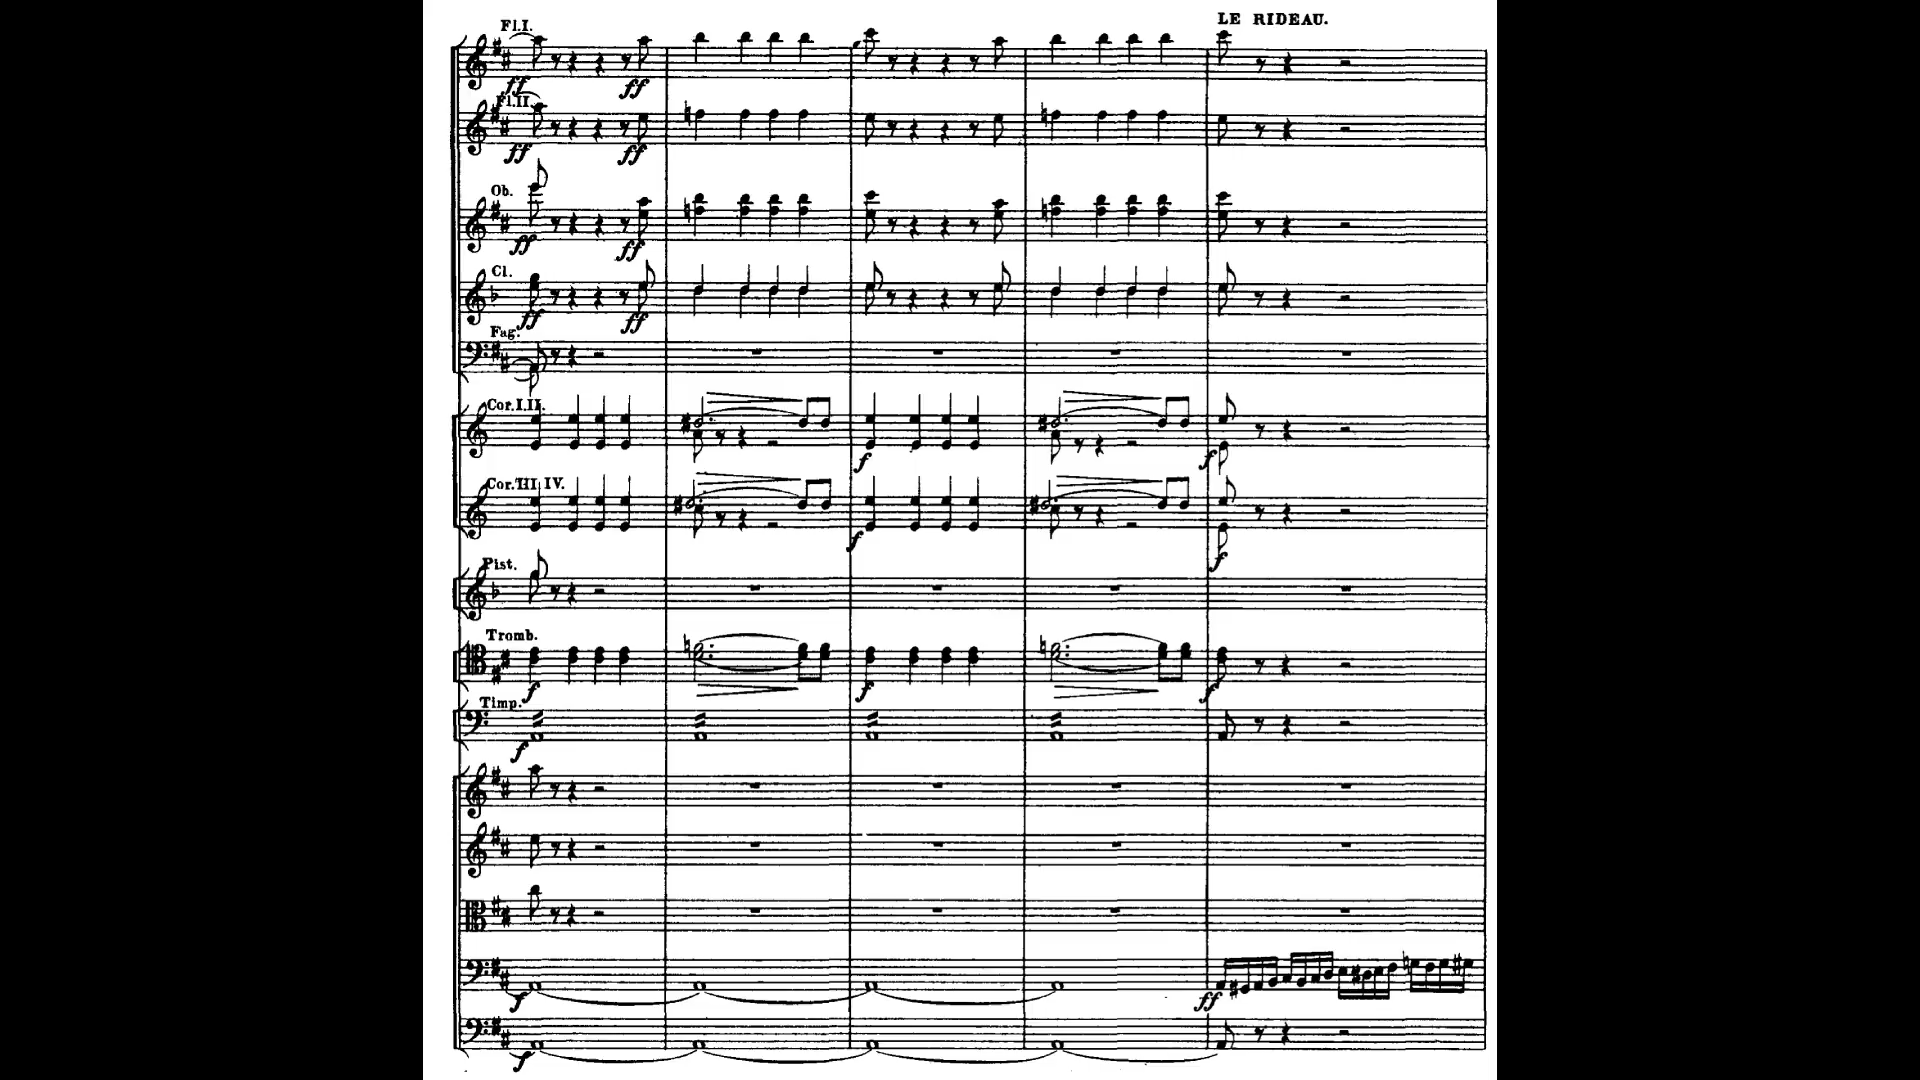 LE RIDEAU.
Fl.I.
ff ff
Fl.II.
ff ff
Ob.
ff ff
Cl.
ff ff
Fag.
Cor.I.II.
f f
Cor.III.IV.
f f
Pist.
Tromb.
f f f
Timp.
f
f ff
f